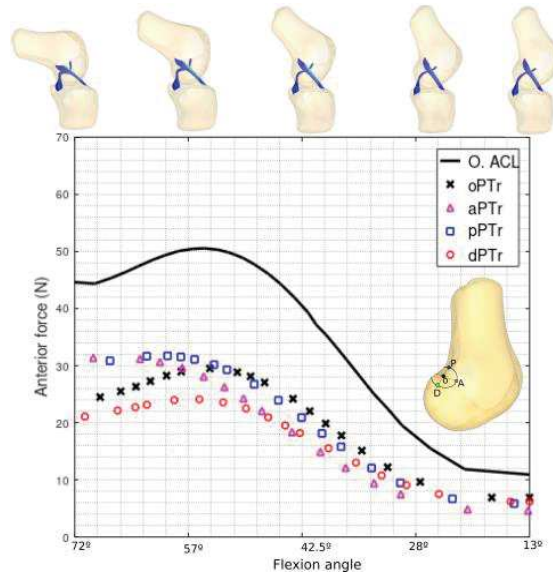 70
60
50
40
30
20
10
0
Anterior force (N)
O. ACL
oPTr
aPTr
pPTr
dPTr
P
O
A
D
72º 57º 42.5º 28º 13º
Flexion angle